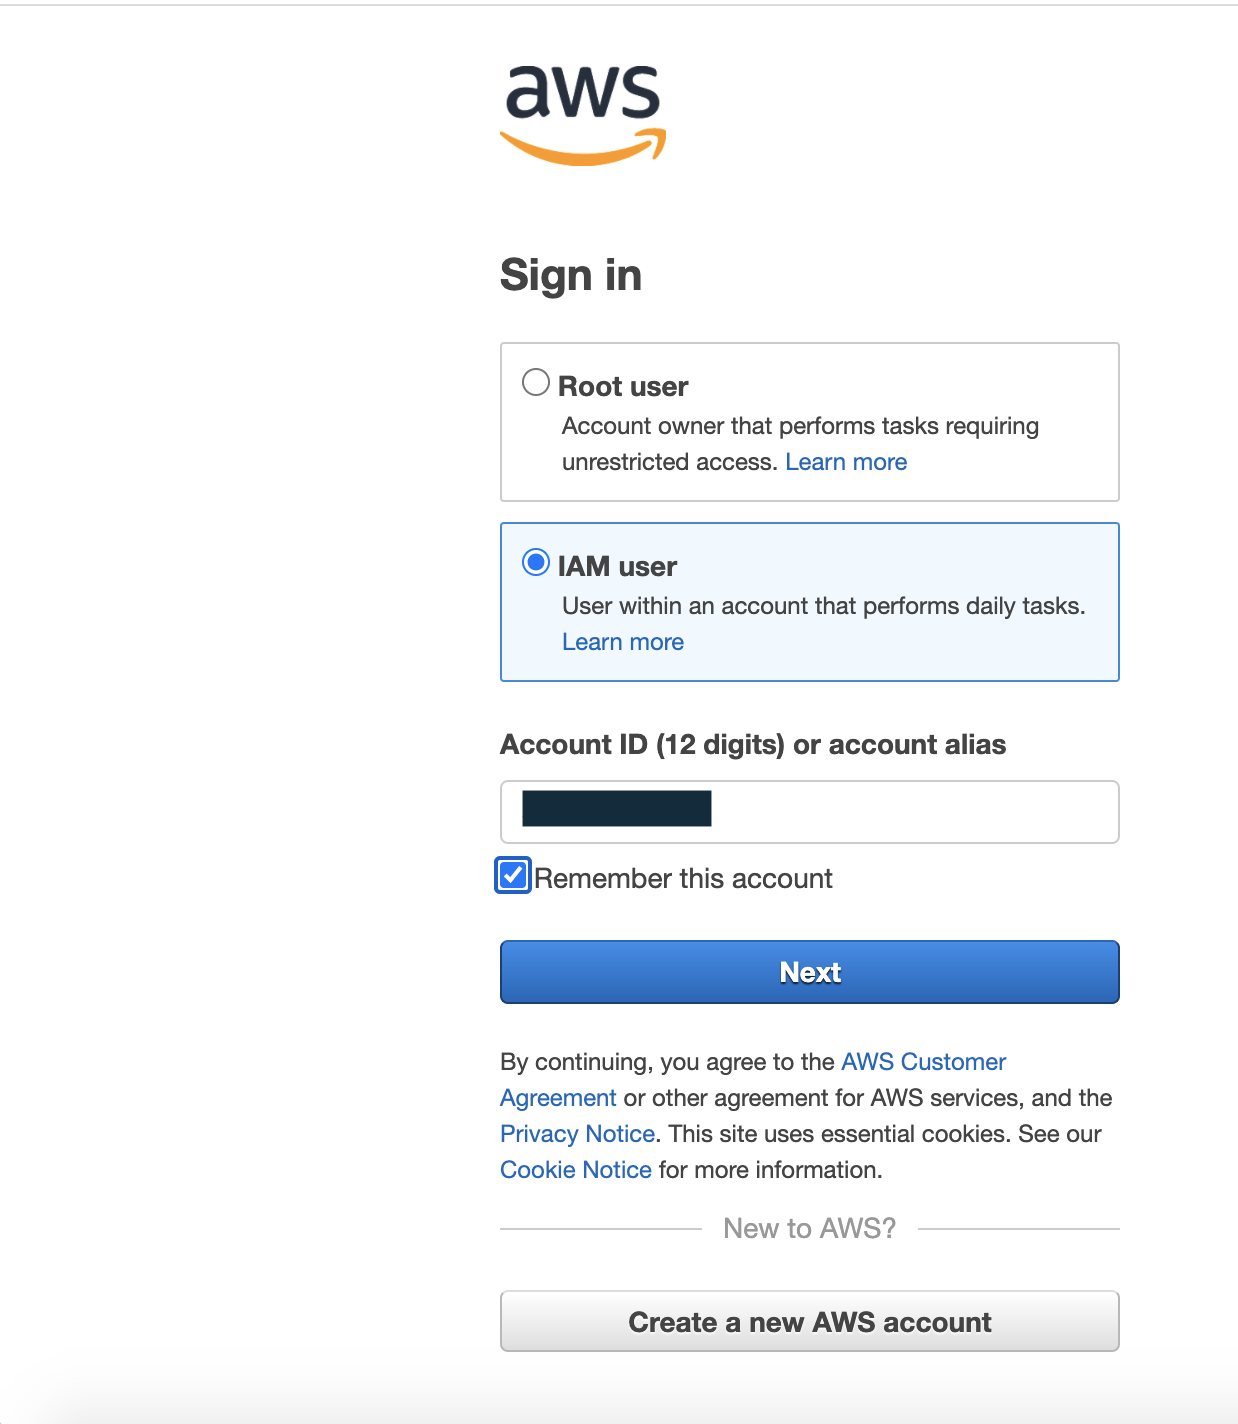 aws
Sign in
Root user
Account owner that performs tasks requiring
unrestricted access. Learn more
IAM user
User within an account that performs daily tasks.
Learn more
Account ID (12 digits) or account alias
Remember this account
Next
By continuing, you agree to the AWS Customer
Agreement or other agreement for AWS services, and the
Privacy Notice. This site uses essential cookies. See our
Cookie Notice for more information.
New to AWS?
Create a new AWS account